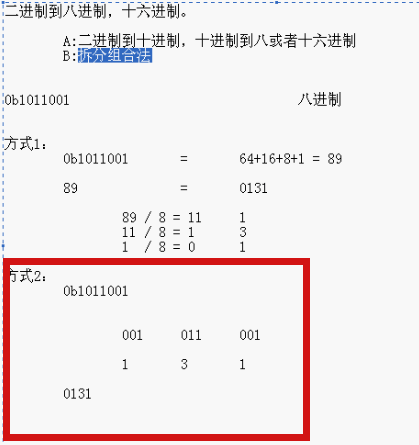 二进制到八进制，十六进制。
A:二进制到十进制，十进制到八或者十六进制
B:拆分组合法
0b1011001 八进制
方式1：
0b1011001 = 64+16+8+1 = 89
89 = 0131
89 / 8 = 11 1
11 / 8 = 1 3
1 / 8 = 0 1
方式2：
0b1011001
001 011 001
1 3 1
0131